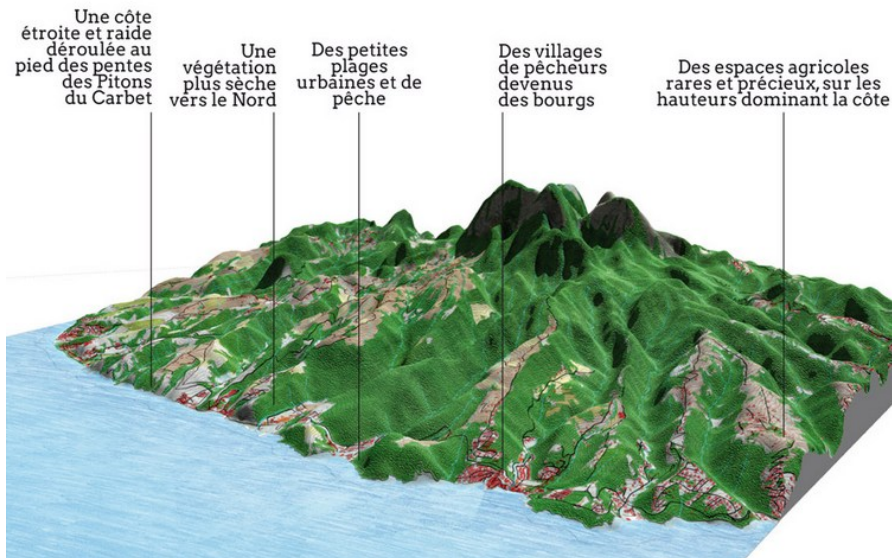 Une côte
étroite et raide
déroulée au
pied des pentes
des Pitons
du Carbet
Une
végétation
plus sèche
vers le Nord
Des petites
plages
urbaines et de
pêche
Des villages
de pêcheurs
devenus
des bourgs
Des espaces agricoles
rares et précieux, sur les
hauteurs dominant la côte